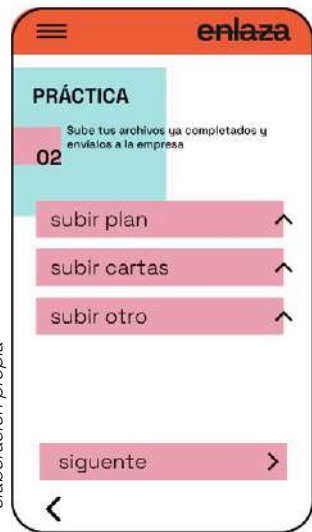 enlaza
PRÁCTICA
02
Sube tus archivos ya completados y
envíalos a la empresa
subir plan
subir cartas
subir otro
siguente
elaboración propia